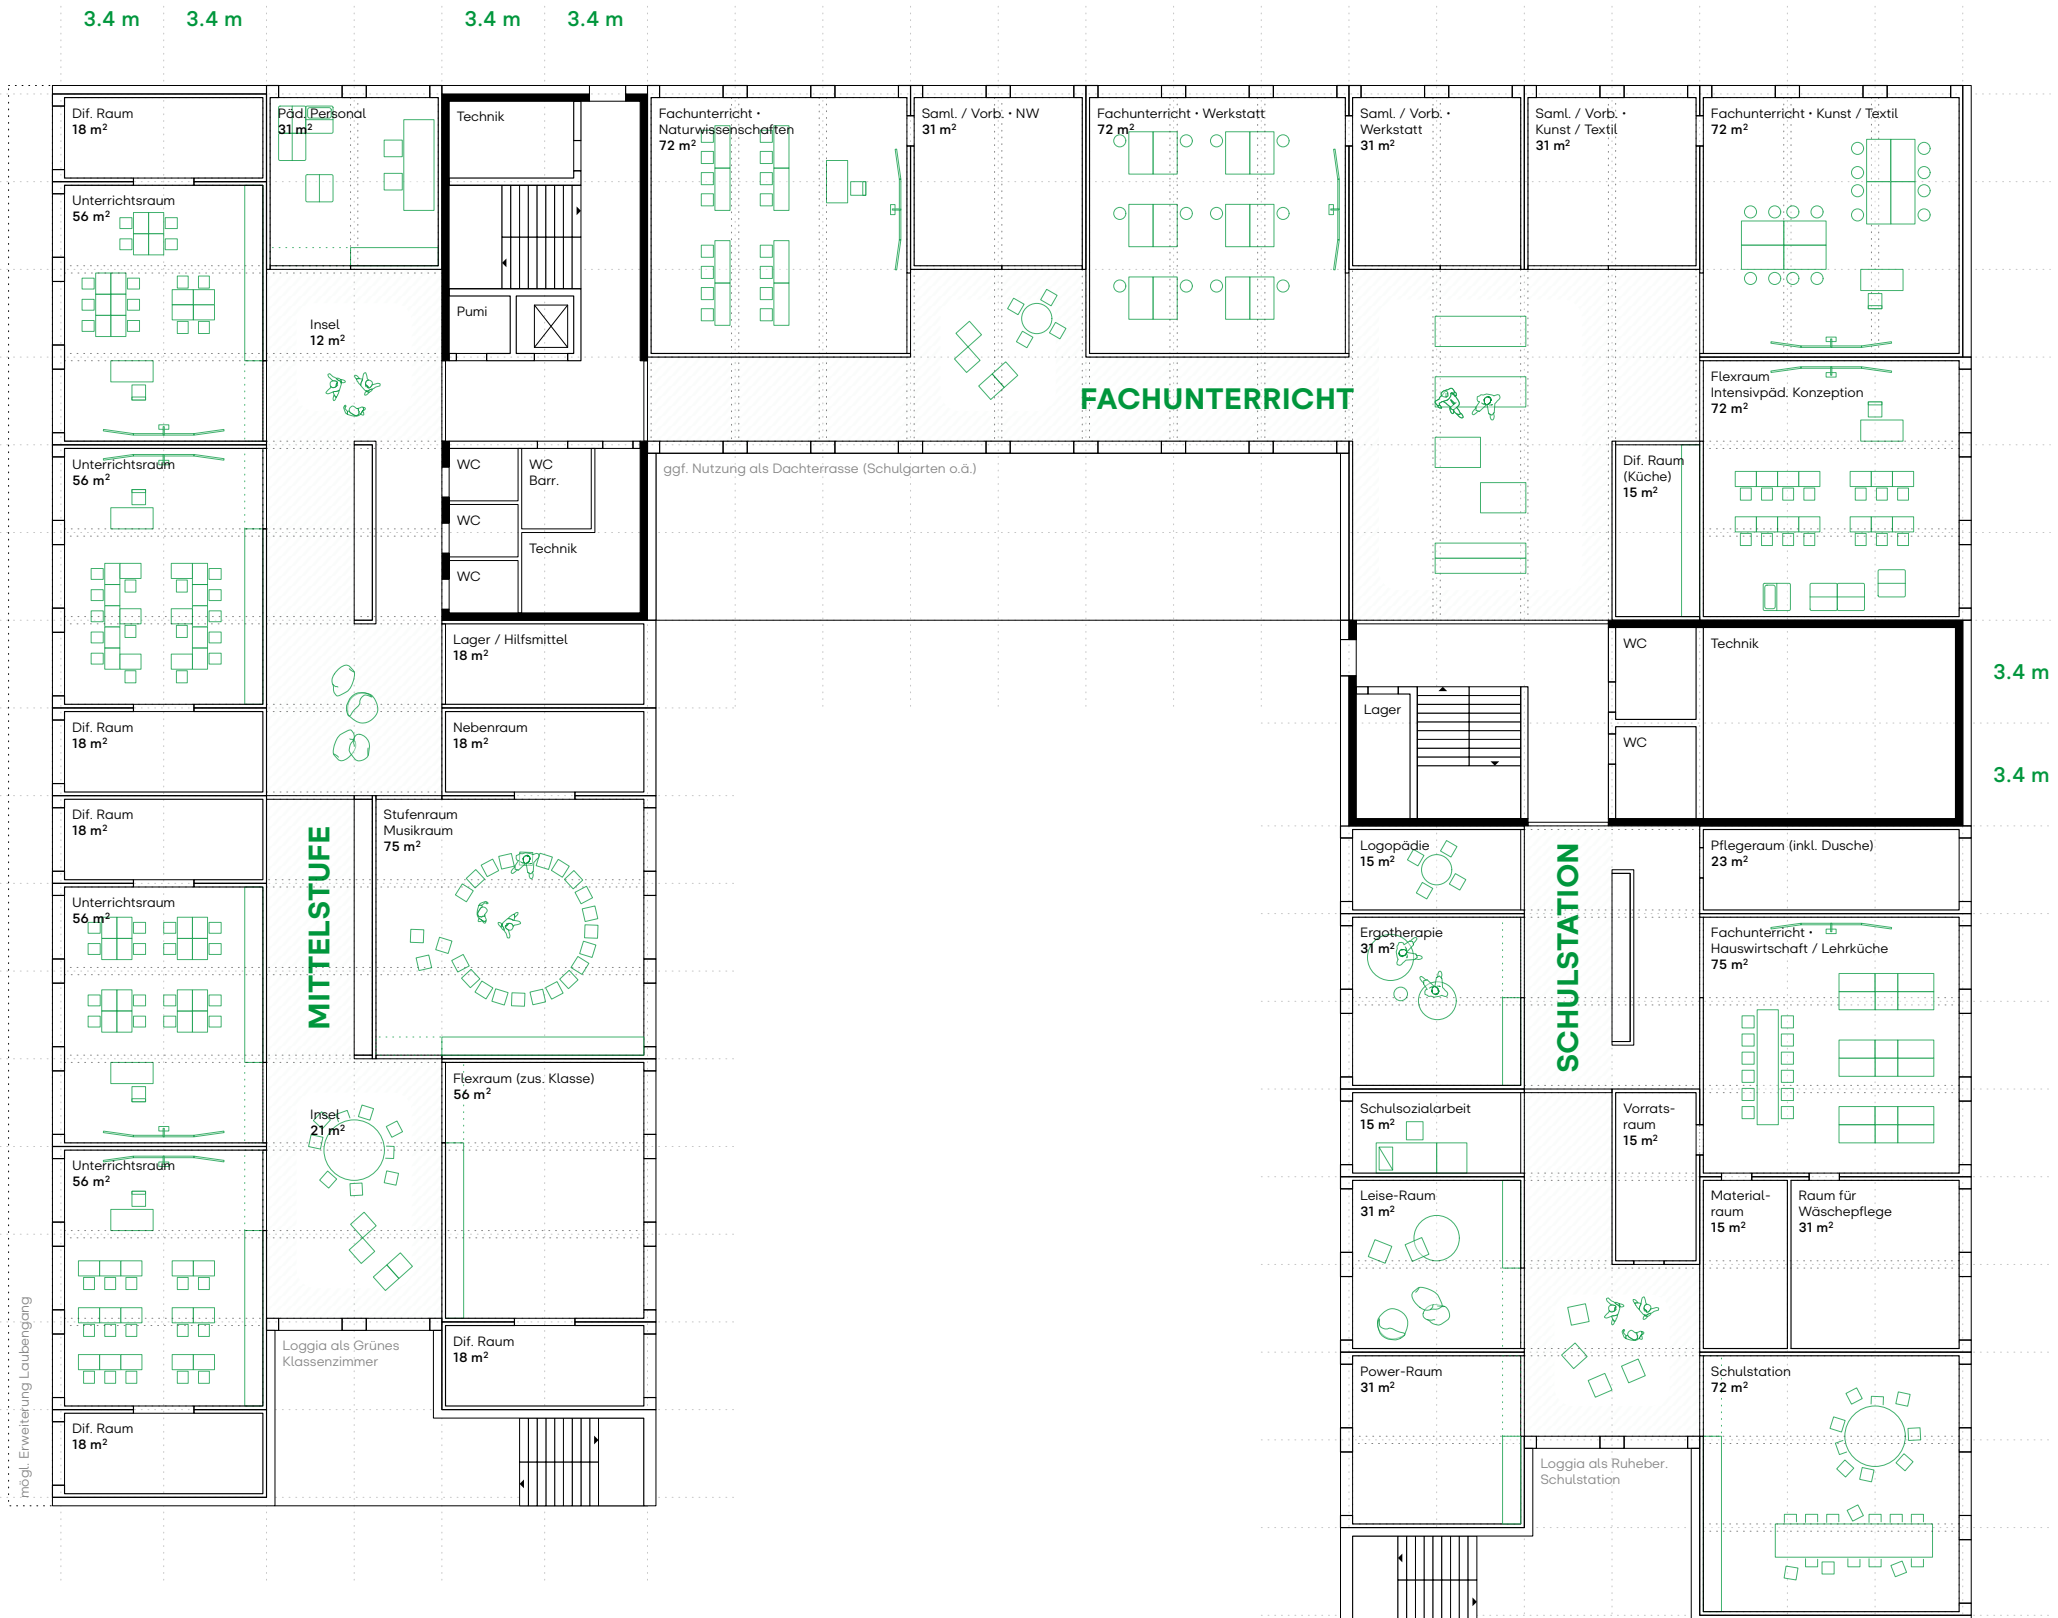 3.4 m
3.4 m
3.4 m
3.4 m
Dif. Raum
18 m²
Päd. Personal
31 m²
Technik
Fachunterricht •
Naturwissenschaften
72 m²
Saml. / Vorb. • NW
31 m²
Fachunterricht • Werkstatt
72 m²
Saml. / Vorb. •
Werkstatt
31 m²
Saml. / Vorb. •
Kunst / Textil
31 m²
Fachunterricht • Kunst / Textil
72 m²
Unterrichtsraum
56 m²
Insel
12 m²
Pumi
FACHUNTERRICHT
Flexraum
Intensivpäd. Konzeption
72 m²
Unterrichtsraum
56 m²
WC
WC
Barr.
WC
Technik
WC
ggf. Nutzung als Dachterrasse (Schulgarten o.ä.)
Dif. Raum
(Küche)
15 m²
Lager / Hilfsmittel
18 m²
WC
Technik
3.4 m
Lager
Dif. Raum
18 m²
Nebenraum
18 m²
WC
3.4 m
Dif. Raum
18 m²
MITTELSTUFE
Stufenraum
Musikraum
75 m²
Logopädie
15 m²
SCHULSTATION
Pflegeraum (inkl. Dusche)
23 m²
Unterrichtsraum
56 m²
Ergotherapie
31 m²
Fachunterricht •
Hauswirtschaft / Lehrküche
75 m²
Flexraum (zus. Klasse)
56 m²
Insel
21 m²
Schulsozialarbeit
15 m²
Vorrats-
raum
15 m²
Unterrichtsraum
56 m²
Leise-Raum
31 m²
Material-
raum
15 m²
Raum für
Wäschepflege
31 m²
mögl. Erweiterung Laubengang
Loggia als Grünes
Klassenzimmer
Dif. Raum
18 m²
Power-Raum
31 m²
Schulstation
72 m²
Dif. Raum
18 m²
Loggia als Ruheber.
Schulstation